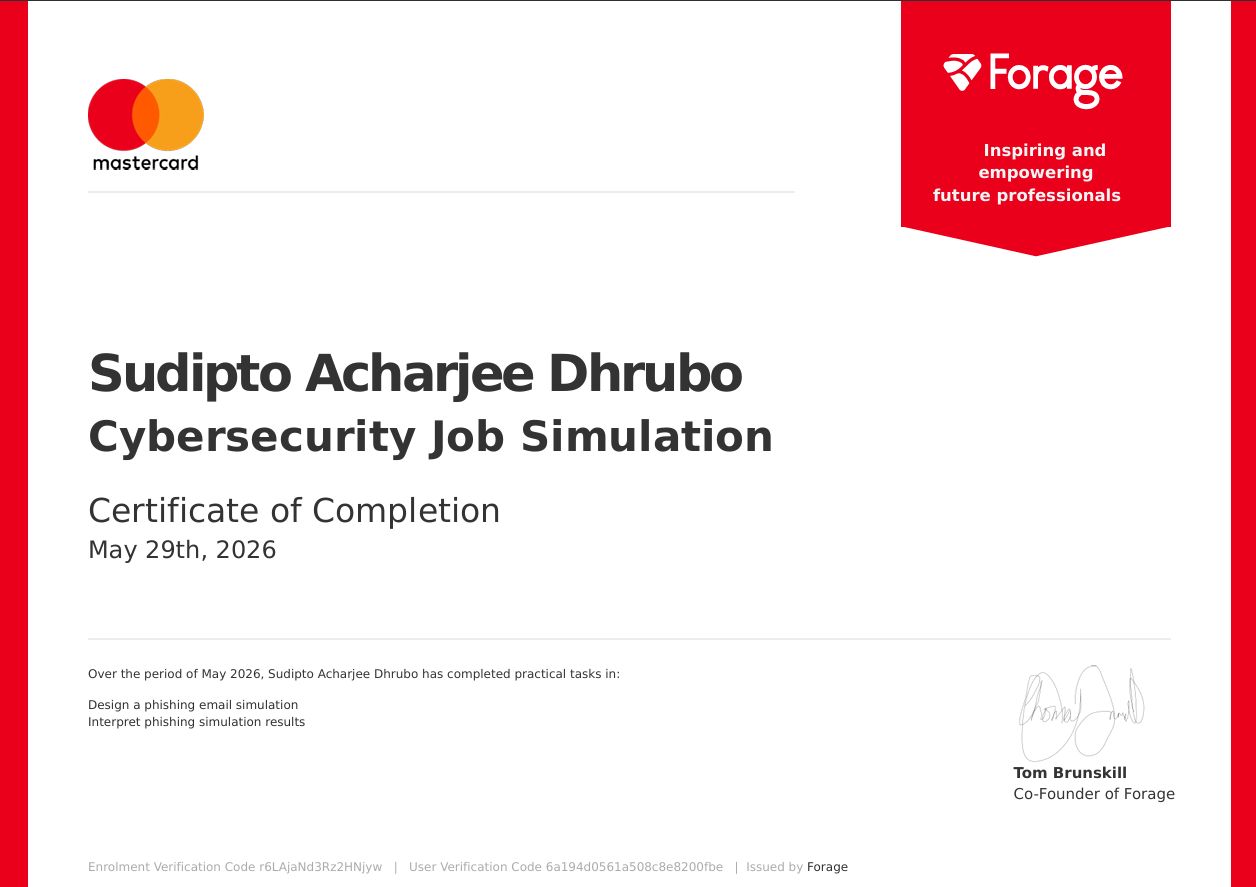 mastercard
Forage
Inspiring and
empowering
future professionals
Sudipto Acharjee Dhrubo
Cybersecurity Job Simulation
Certificate of Completion
May 29th, 2026
Over the period of May 2026, Sudipto Acharjee Dhrubo has completed practical tasks in:
Design a phishing email simulation
Interpret phishing simulation results
Tom Brunskill
Co-Founder of Forage
Enrolment Verification Code r6LAjaNd3Rz2HNjyw | User Verification Code 6a194d0561a508c8e8200fbe | Issued by Forage